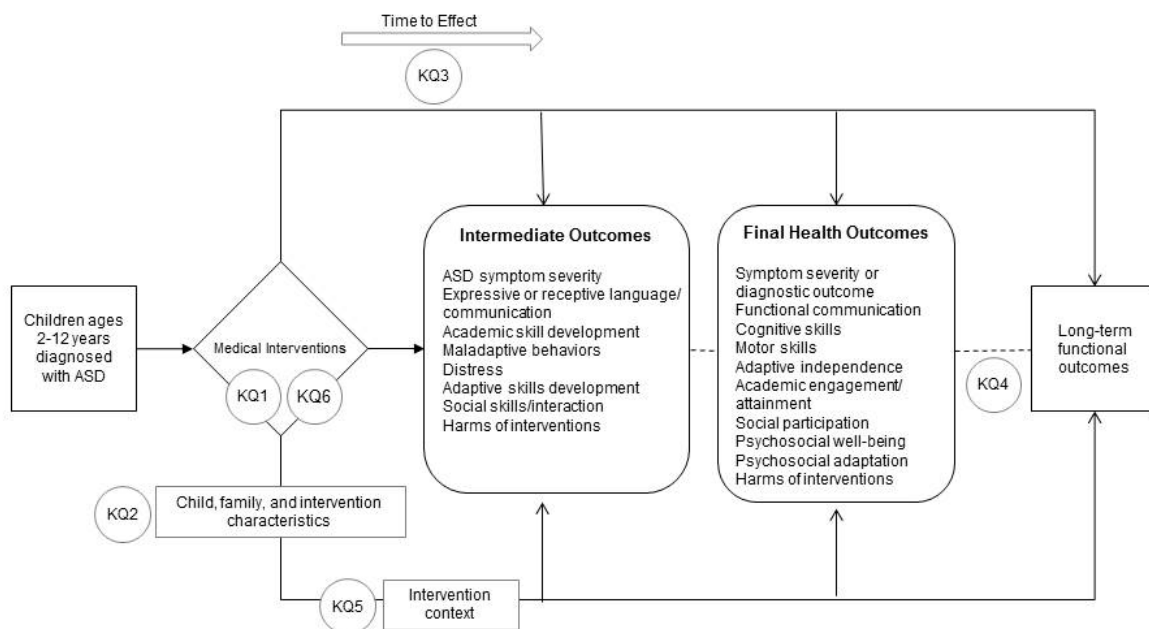 Time to Effect
KQ3
Children ages
2-12 years
diagnosed
with ASD
Medical Interventions
KQ1
KQ6
Intermediate Outcomes
ASD symptom severity
Expressive or receptive language/
communication
Academic skill development
Maladaptive behaviors
Distress
Adaptive skills development
Social skills/interaction
Harms of interventions
Final Health Outcomes
Symptom severity or
diagnostic outcome
Functional communication
Cognitive skills
Motor skills
Adaptive independence
Academic engagement/
attainment
Social participation
Psychosocial well-being
Psychosocial adaptation
Harms of interventions
KQ4
Long-term
functional
outcomes
KQ2
Child, family, and intervention
characteristics
KQ5
Intervention
context